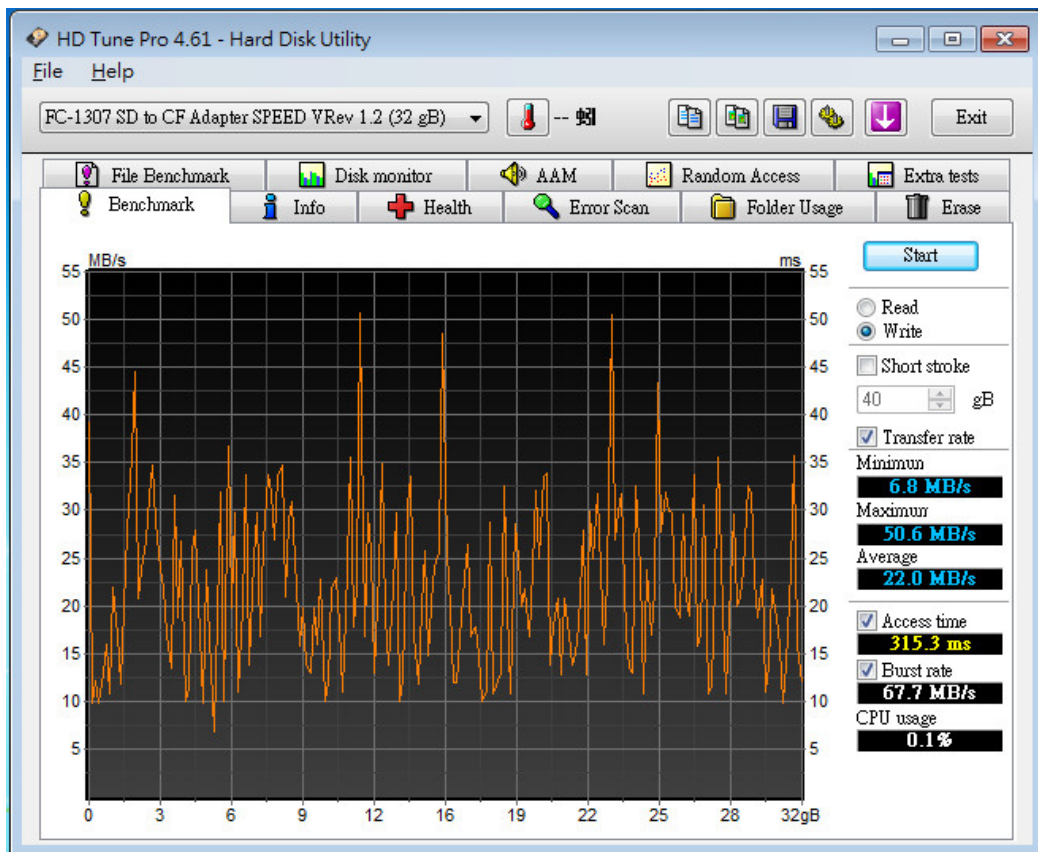 HD Tune Pro 4.61 - Hard Disk Utility
File Help
FC-1307 SD to CF Adapter SPEED VRev 1.2 (32 gB) -- 蚓 Exit
File Benchmark Disk monitor AAM Random Access Extra tests
Benchmark Info Health Error Scan Folder Usage Erase
MB/s ms
55 55
50 50
45 45
40 40
35 35
30 30
25 25
20 20
15 15
10 10
5 5
0 3 6 9 12 16 19 22 25 28 32gB
Start
Read
Write
Short stroke
40 gB
Transfer rate
Minimun
6.8 MB/s
Maximun
50.6 MB/s
Average
22.0 MB/s
Access time
315.3 ms
Burst rate
67.7 MB/s
CPU usage
0.1%